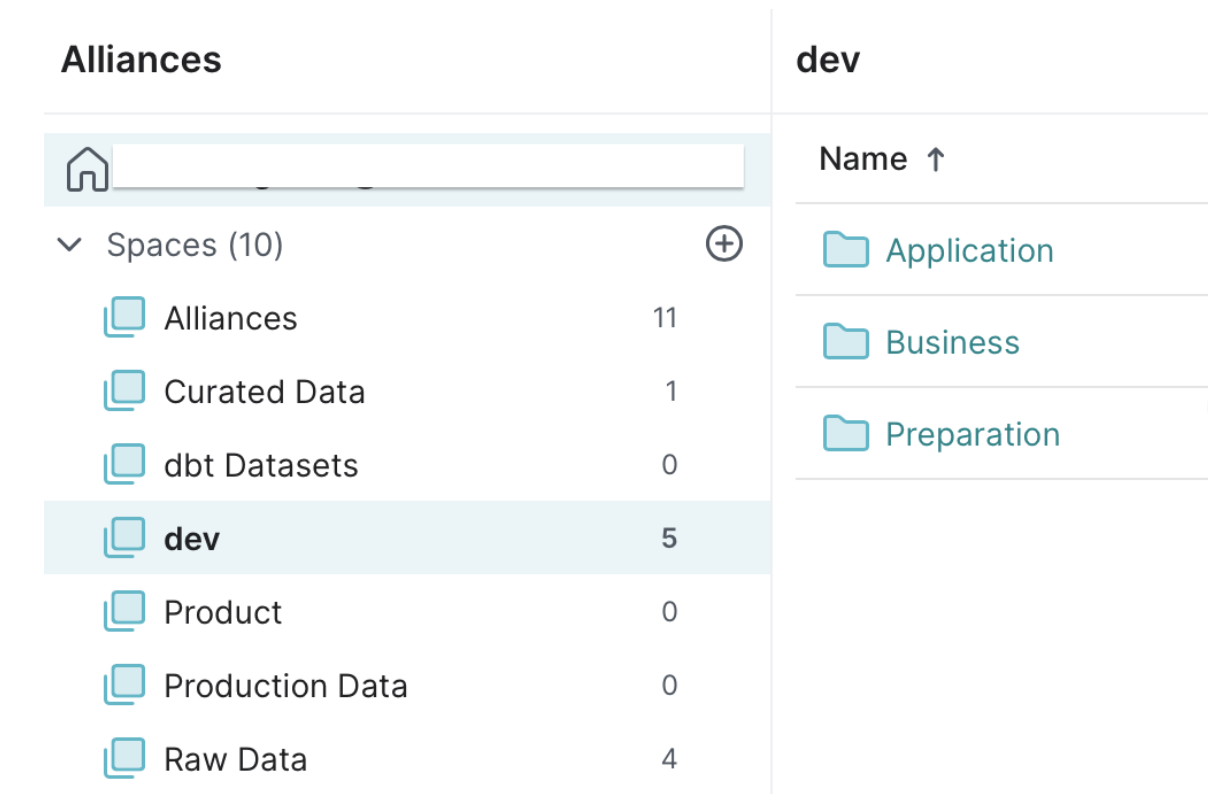 Alliances
Spaces (10)
Alliances 11
Curated Data 1
dbt Datasets 0
dev 5
Product 0
Production Data 0
Raw Data 4
dev
Name ↑
Application
Business
Preparation